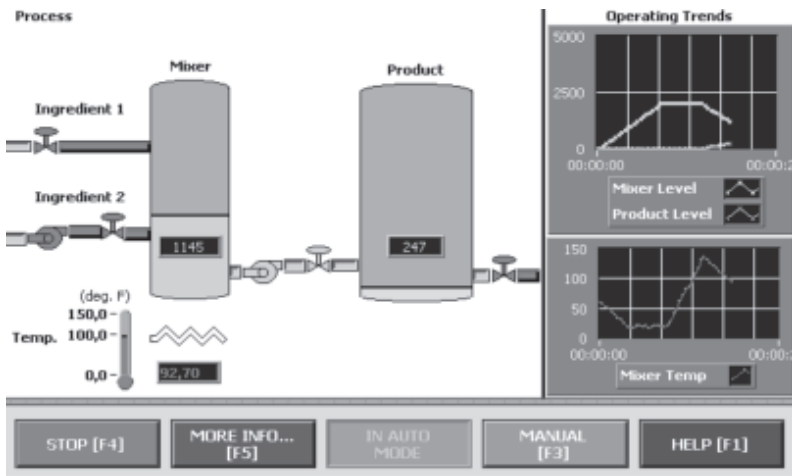 Process
Mixer
Product
Ingredient 1
Ingredient 2
1145
247
(deg. F)
150,0
Temp. 100,0
0,0
92,70
Operating Trends
5000
2500
0
00:00:00
Mixer Level
Product Level
150
100
50
0
00:00:00
00:00:
Mixer Temp
STOP [F4]
MORE INFO...
[F5]
IN AUTO
MODE
MANUAL
[F3]
HELP [F1]